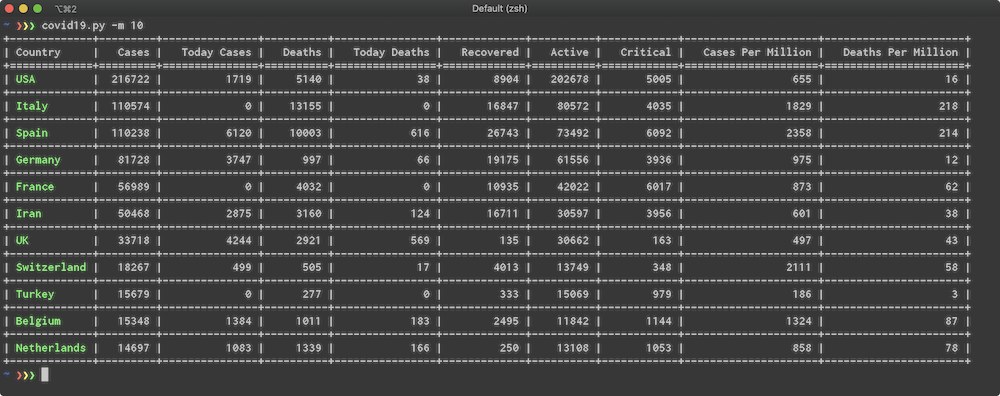 ⌥⌘2
Default (zsh)
~ ❯❯❯ covid19.py -m 10
| Country | Cases | Today Cases | Deaths | Today Deaths | Recovered | Active | Critical | Cases Per Million | Deaths Per Million |
| USA | 216722 | 1719 | 5140 | 38 | 8904 | 202678 | 5005 | 655 | 16 |
| Italy | 110574 | 0 | 13155 | 0 | 16847 | 80572 | 4035 | 1829 | 218 |
| Spain | 110238 | 6120 | 10003 | 616 | 26743 | 73492 | 6092 | 2358 | 214 |
| Germany | 81728 | 3747 | 997 | 66 | 19175 | 61556 | 3936 | 975 | 12 |
| France | 56989 | 0 | 4032 | 0 | 10935 | 42022 | 6017 | 873 | 62 |
| Iran | 50468 | 2875 | 3160 | 124 | 16711 | 30597 | 3956 | 601 | 38 |
| UK | 33718 | 4244 | 2921 | 569 | 135 | 30662 | 163 | 497 | 43 |
| Switzerland | 18267 | 499 | 505 | 17 | 4013 | 13749 | 348 | 2111 | 58 |
| Turkey | 15679 | 0 | 277 | 0 | 333 | 15069 | 979 | 186 | 3 |
| Belgium | 15348 | 1384 | 1011 | 183 | 2495 | 11842 | 1144 | 1324 | 87 |
| Netherlands | 14697 | 1083 | 1339 | 166 | 250 | 13108 | 1053 | 858 | 78 |
~ ❯❯❯